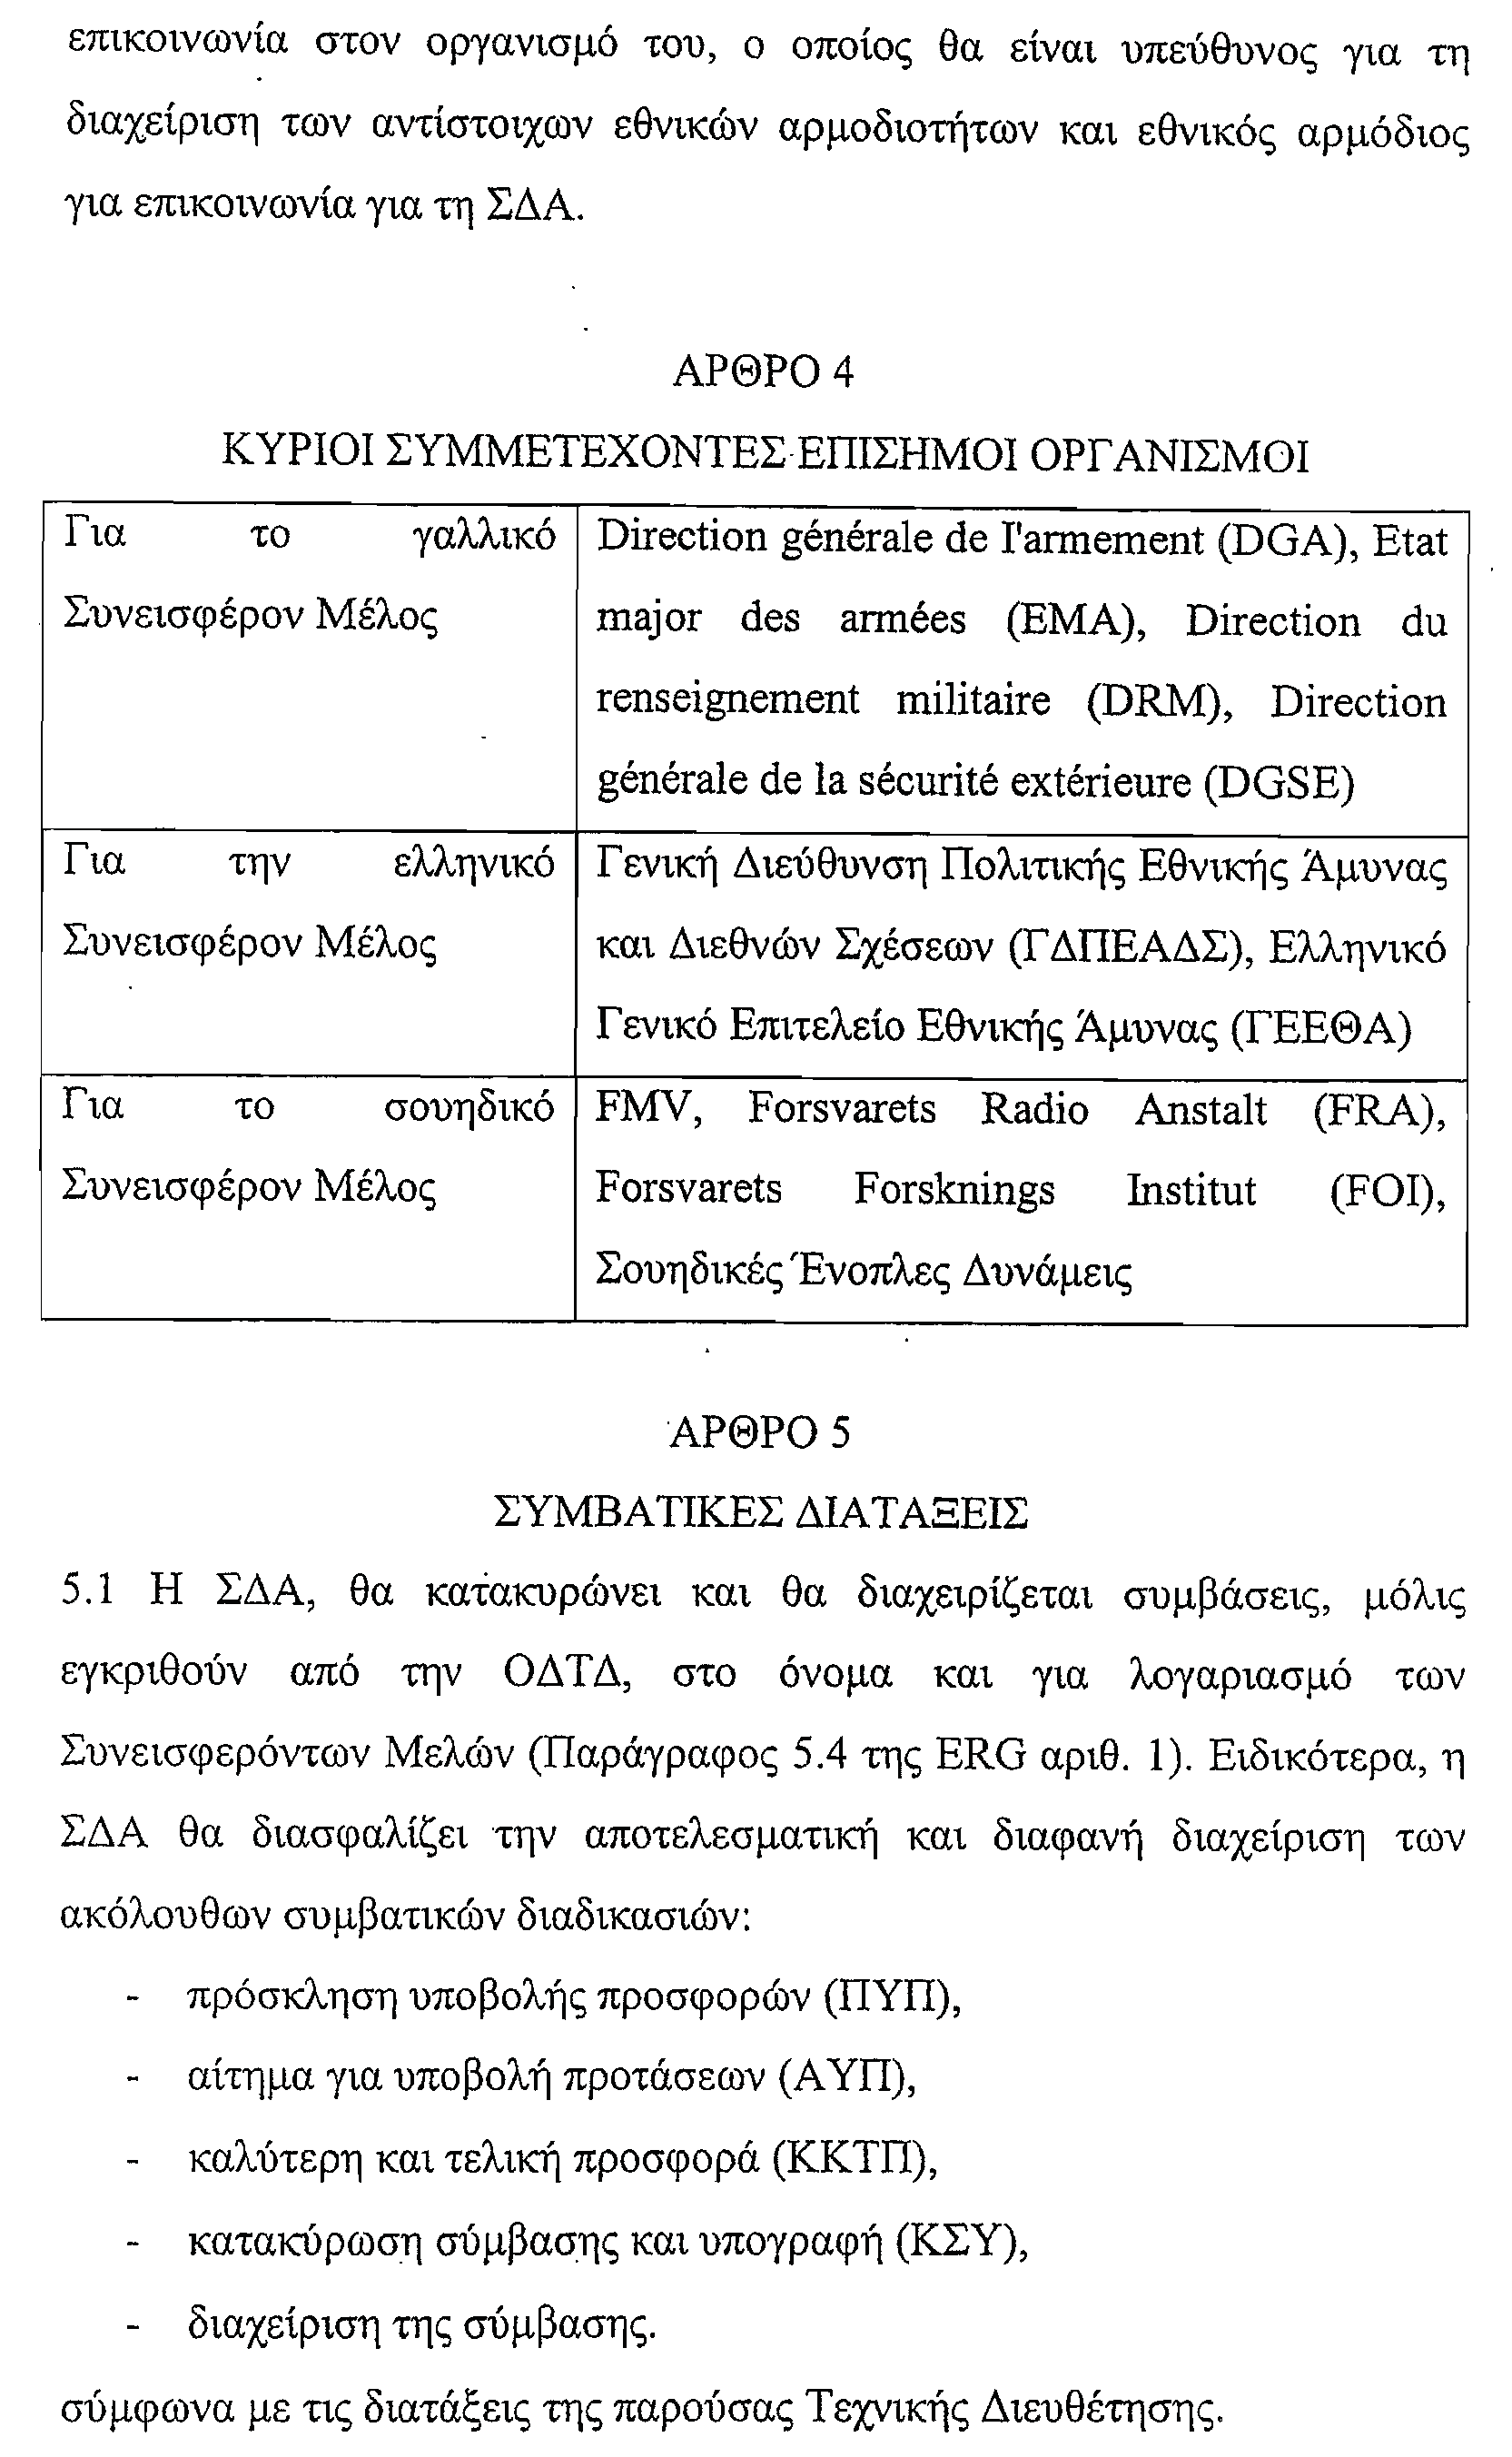 επικοινωνία στον οργανισμό του, ο οποίος θα είναι υπεύθυνος για τη
διαχείριση των αντίστοιχων εθνικών αρμοδιοτήτων και εθνικός αρμόδιος
για επικοινωνία για τη ΣΔΑ.
ΑΡΘΡΟ 4
ΚΥΡΙΟΙ ΣΥΜΜΕΤΕΧΟΝΤΕΣ ΕΠΙΣΗΜΟΙ ΟΡΓΑΝΙΣΜΟΙ
Για το γαλλικό
Συνεισφέρον Μέλος
Direction générale de I'armement (DGA), Etat
major des armées (EMA), Direction du
renseignement militaire (DRM), Direction
générale de la sécurité extérieure (DGSE)
Για την ελληνικό
Συνεισφέρον Μέλος
Γενική Διεύθυνση Πολιτικής Εθνικής Άμυνας
και Διεθνών Σχέσεων (ΓΔΠΕΑΔΣ), Ελληνικό
Γενικό Επιτελείο Εθνικής Άμυνας (ΓΕΕΘΑ)
Για το σουηδικό
Συνεισφέρον Μέλος
FMV, Forsvarets Radio Anstalt (FRA),
Forsvarets Forsknings Institut (FOI),
Σουηδικές Ένοπλες Δυνάμεις
ΑΡΘΡΟ 5
ΣΥΜΒΑΤΙΚΕΣ ΔΙΑΤΑΞΕΙΣ
5.1 Η ΣΔΑ, θα κατακυρώνει και θα διαχειρίζεται συμβάσεις, μόλις
εγκριθούν από την ΟΔΤΔ, στο όνομα και για λογαριασμό των
Συνεισφερόντων Μελών (Παράγραφος 5.4 της ERG αριθ. 1). Ειδικότερα, η
ΣΔΑ θα διασφαλίζει την αποτελεσματική και διαφανή διαχείριση των
ακόλουθων συμβατικών διαδικασιών:
- πρόσκληση υποβολής προσφορών (ΠΥΠ),
- αίτημα για υποβολή προτάσεων (ΑΥΠ),
- καλύτερη και τελική προσφορά (ΚΚΤΠ),
- κατακύρωση σύμβασης και υπογραφή (ΚΣΥ),
- διαχείριση της σύμβασης.
σύμφωνα με τις διατάξεις της παρούσας Τεχνικής Διευθέτησης.